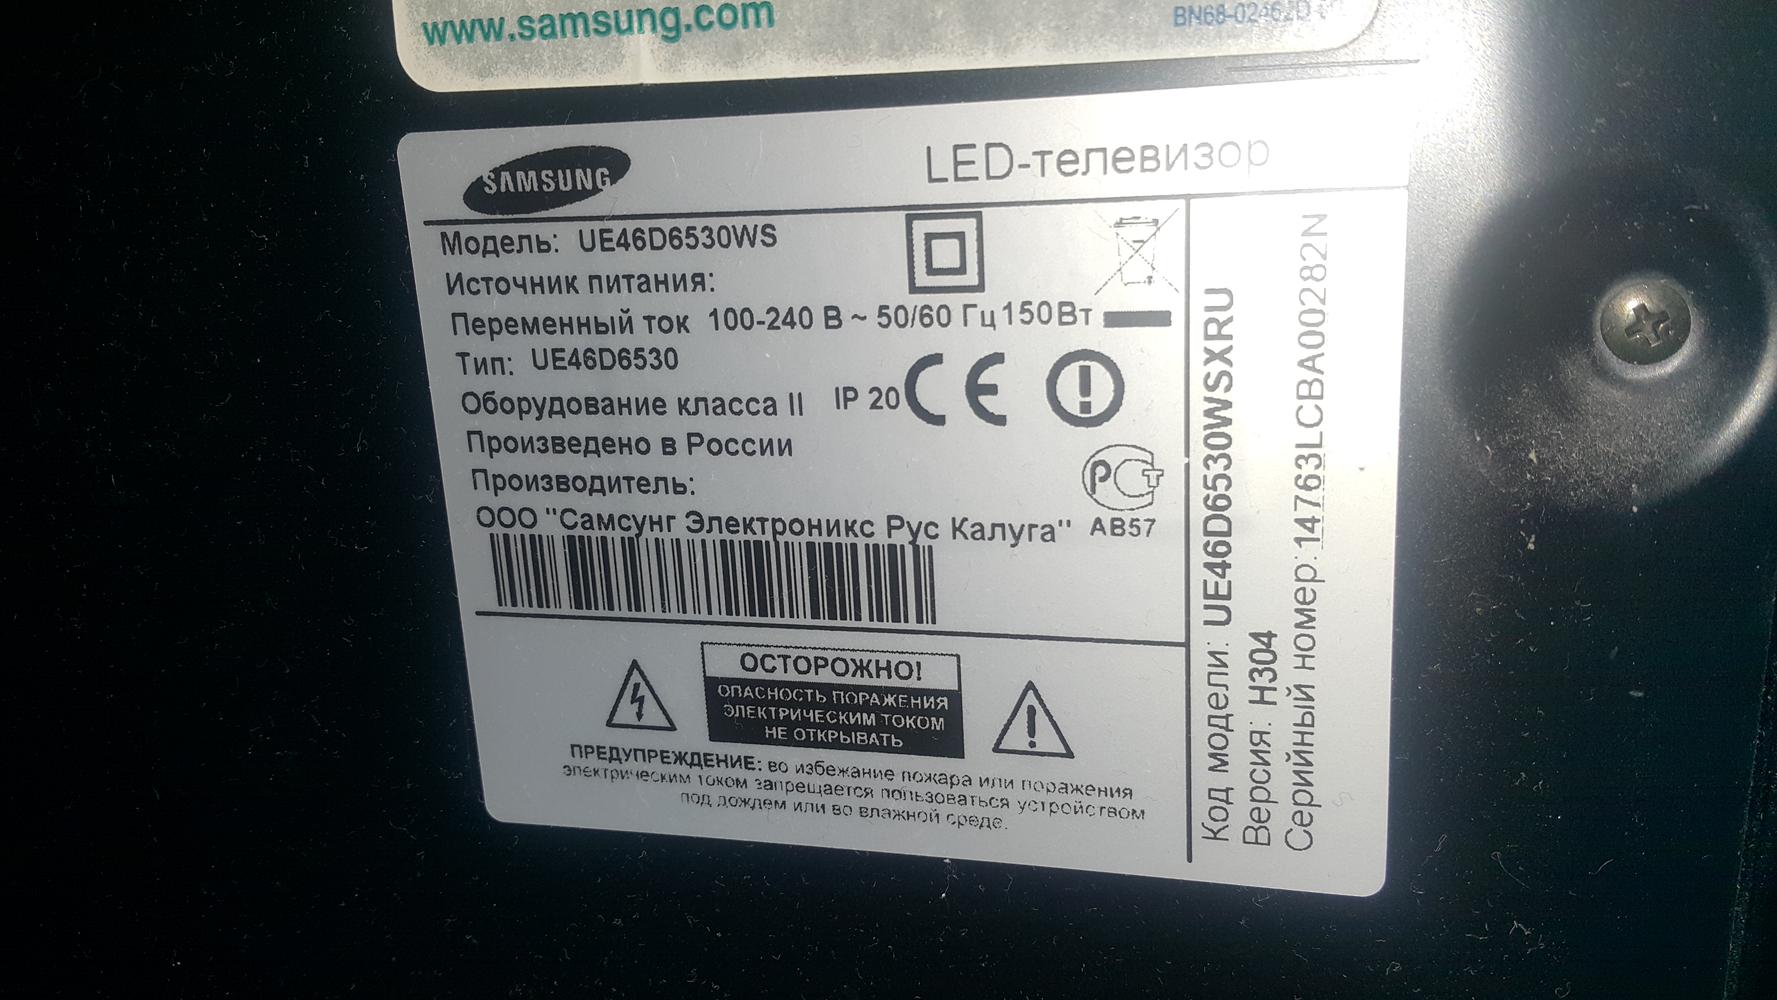 www.samsung.com
SAMSUNG
LED-телевизор
Модель: UE46D6530WS
Источник питания:
Переменный ток 100-240 В ~ 50/60 Гц 150Вт
Тип: UE46D6530
Оборудование класса II IP 20 CE
Произведено в России
Производитель:
ООО "Самсунг Электроникс Рус Калуга"
РСТ
АВ57
ОСТОРОЖНО!
ОПАСНОСТЬ ПОРАЖЕНИЯ
ЭЛЕКТРИЧЕСКИМ ТОКОМ
НЕ ОТКРЫВАТЬ
ПРЕДУПРЕЖДЕНИЕ: во избежание пожара или поражения
электрическим током запрещается пользоваться устройством
под дождем или во влажной среде.
Код модели: UE46D6530WSXRU
Версия: H304
Серийный номер: 14763LCBA00282N